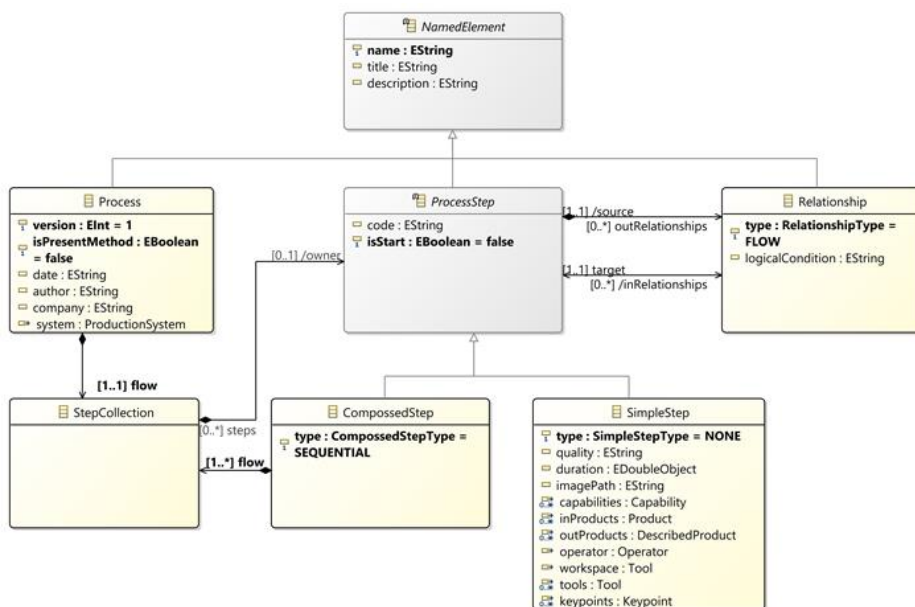 NamedElement
name : EString
title : EString
description : EString
Process
version : EInt = 1
isPresentMethod : EBoolean
= false
date : EString
author : EString
company : EString
system : ProductionSystem
ProcessStep
code : EString
isStart : EBoolean = false
[1..1] /source
[0..*] outRelationships
[1..1] target
[0..*] /inRelationships
Relationship
type : RelationshipType =
FLOW
logicalCondition : EString
[0..1] /owner
[1..1] flow
StepCollection
[0..*] steps
[1..*] flow
CompossedStep
type : CompossedStepType =
SEQUENTIAL
SimpleStep
type : SimpleStepType = NONE
quality : EString
duration : EDoubleObject
imagePath : EString
capabilities : Capability
inProducts : Product
outProducts : DescribedProduct
operator : Operator
workspace : Tool
tools : Tool
keypoints : Keypoint